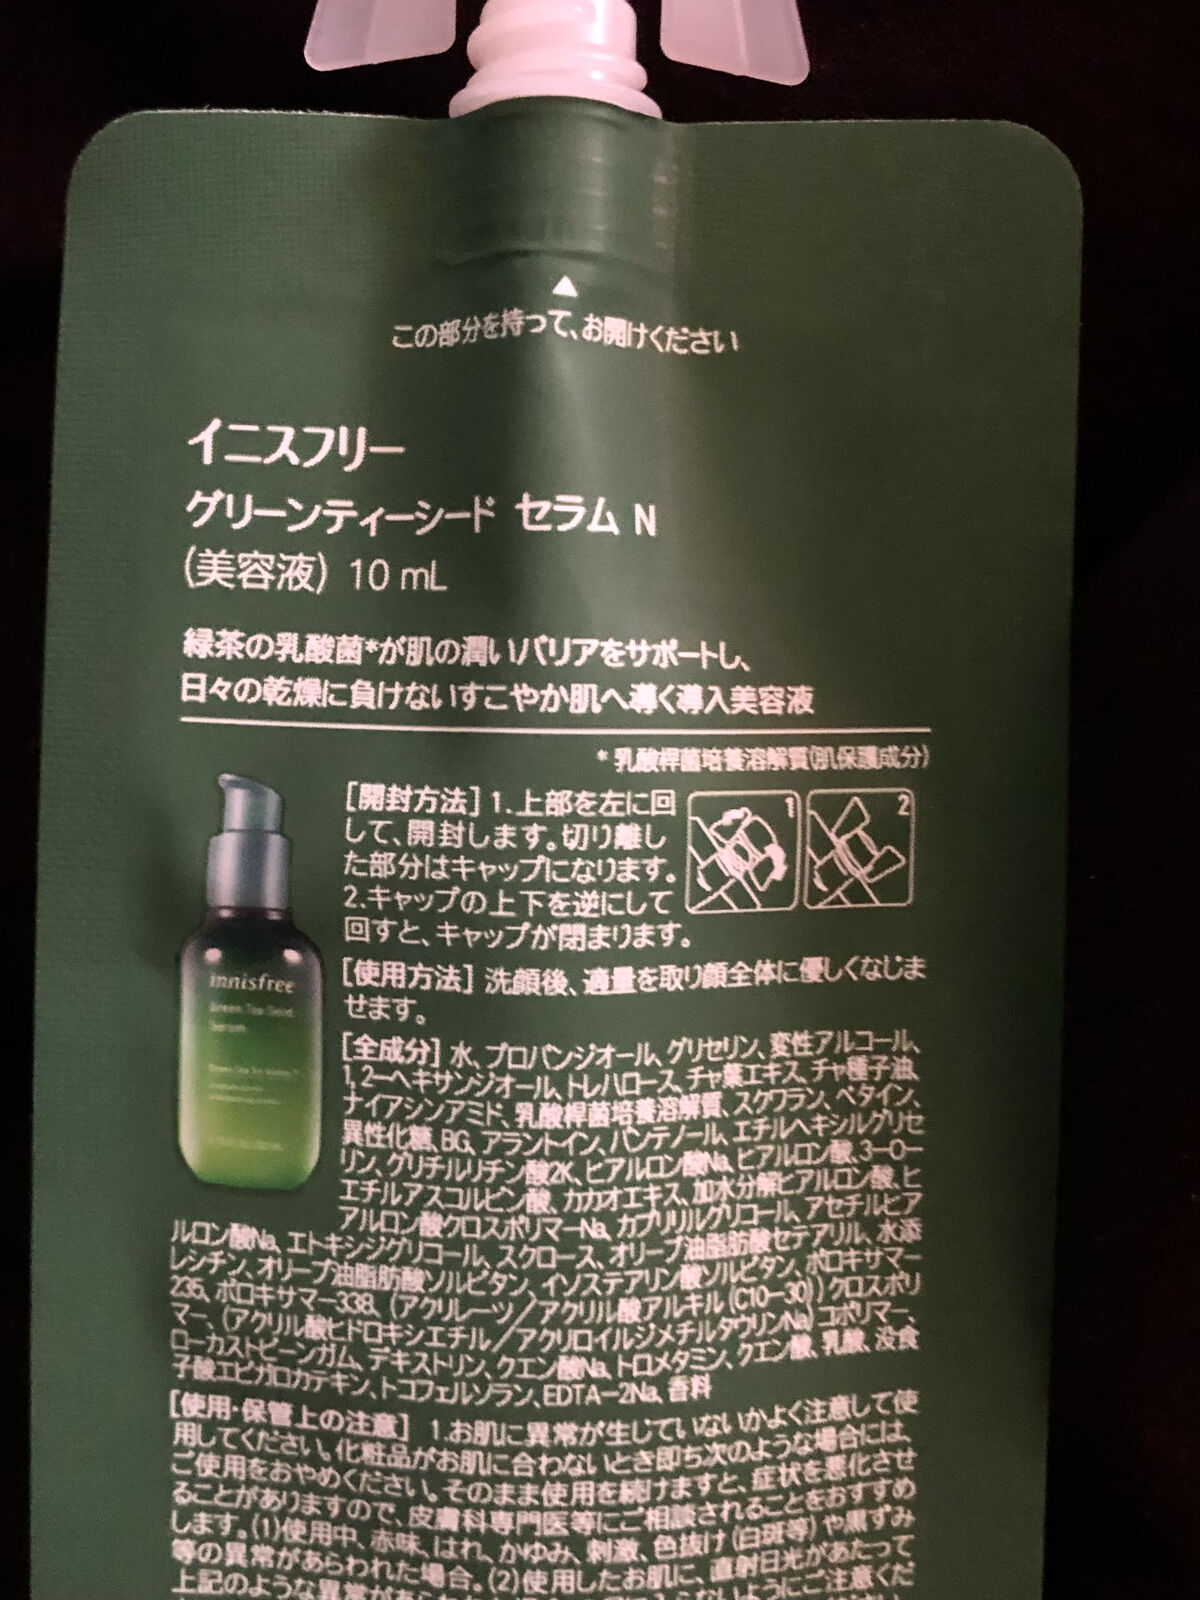 この部分を持って、お開けください
イニスフリー
グリーンティーシード セラム N
(美容液) 10 mL
緑茶の乳酸菌*が肌の潤いバリアをサポートし、
日々の乾燥に負けないすこやか肌へ導く導入美容液
* 乳酸桿菌培養溶解質(肌保護成分)
[開封方法] 1.上部を左に回
して、開封します。切り離し
た部分はキャップになります。
2.キャップの上下を逆にして
回すと、キャップが閉まります。
1
2
[使用方法] 洗顔後、適量を取り顔全体に優しくなじま
せます。
innisfree
Green Tea Seed
Serum
[全成分] 水、プロパンジオール、グリセリン、変性アルコール、
1,2-ヘキサンジオール、トレハロース、チャ葉エキス、チャ種子油、
ナイアシンアミド、乳酸桿菌培養溶解質、スクワラン、ベタイン、
異性化糖、BG、アラントイン、パンテノール、エチルヘキシルグリセ
リン、グリチルリチン酸2K、ヒアルロン酸Na、ヒアルロン酸、3-O-
エチルアスコルビン酸、カカオエキス、加水分解ヒアルロン酸、ヒ
アルロン酸クロスポリマーNa、カプリリルグリコール、アセチルヒア
ルロン酸Na、エトキシジグリコール、スクロース、オリーブ油脂肪酸セテアリル、水添
レシチン、オリーブ油脂肪酸ソルビタン、イソステアリン酸ソルビタン、ポロキサマー
235、ポロキサマー338、(アクリレーツ/アクリル酸アルキル(C10-30))クロスポリ
マー、(アクリル酸ヒドロキシエチル/アクリロイルジメチルタウリンNa)コポリマー、
ローカストビーンガム、デキストリン、クエン酸Na、トロメタミン、クエン酸、乳酸、没食
子酸エピガロカテキン、トコフェルソラン、EDTA-2Na、香料
[使用・保管上の注意] 1.お肌に異常が生じていないかよく注意して使
用してください。化粧品がお肌に合わないとき即ち次のような場合には、
ご使用をおやめください。そのまま使用を続けますと、症状を悪化させ
ることがありますので、皮膚科専門医等にご相談されることをおすすめ
します。(1)使用中、赤味、はれ、かゆみ、刺激、色抜け(白斑等)や黒ずみ
等の異常があらわれた場合。(2)使用したお肌に、直射日光があたって
上記のような異常が